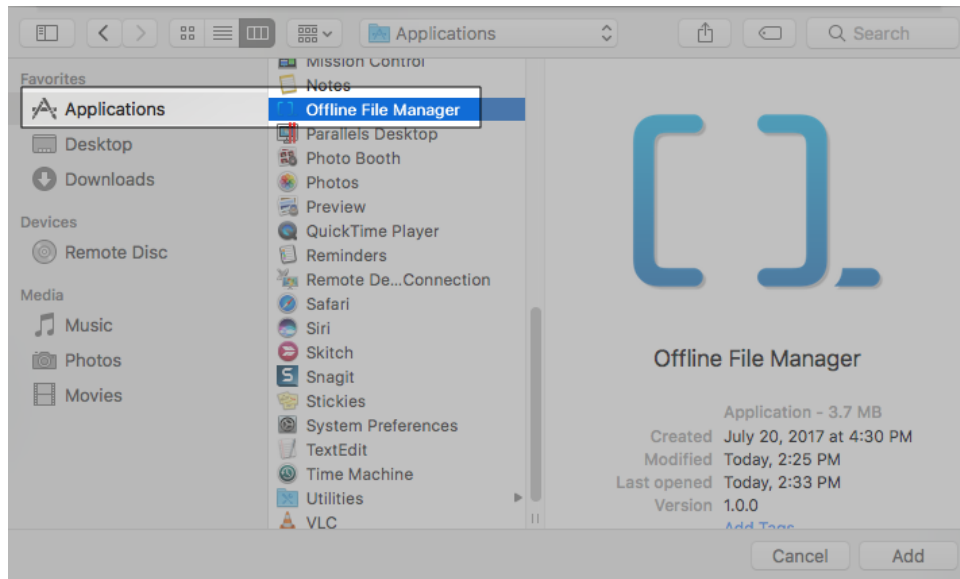 Applications
Search
Favorites
Applications
Desktop
Downloads
Devices
Remote Disc
Media
Music
Photos
Movies
Mission Control
Notes
Offline File Manager
Parallels Desktop
Photo Booth
Photos
Preview
QuickTime Player
Reminders
Remote De...Connection
Safari
Siri
Skitch
Snagit
Stickies
System Preferences
TextEdit
Time Machine
Utilities
VLC
Offline File Manager
Application - 3.7 MB
Created July 20, 2017 at 4:30 PM
Modified Today, 2:25 PM
Last opened Today, 2:33 PM
Version 1.0.0
Add Tags
Cancel
Add